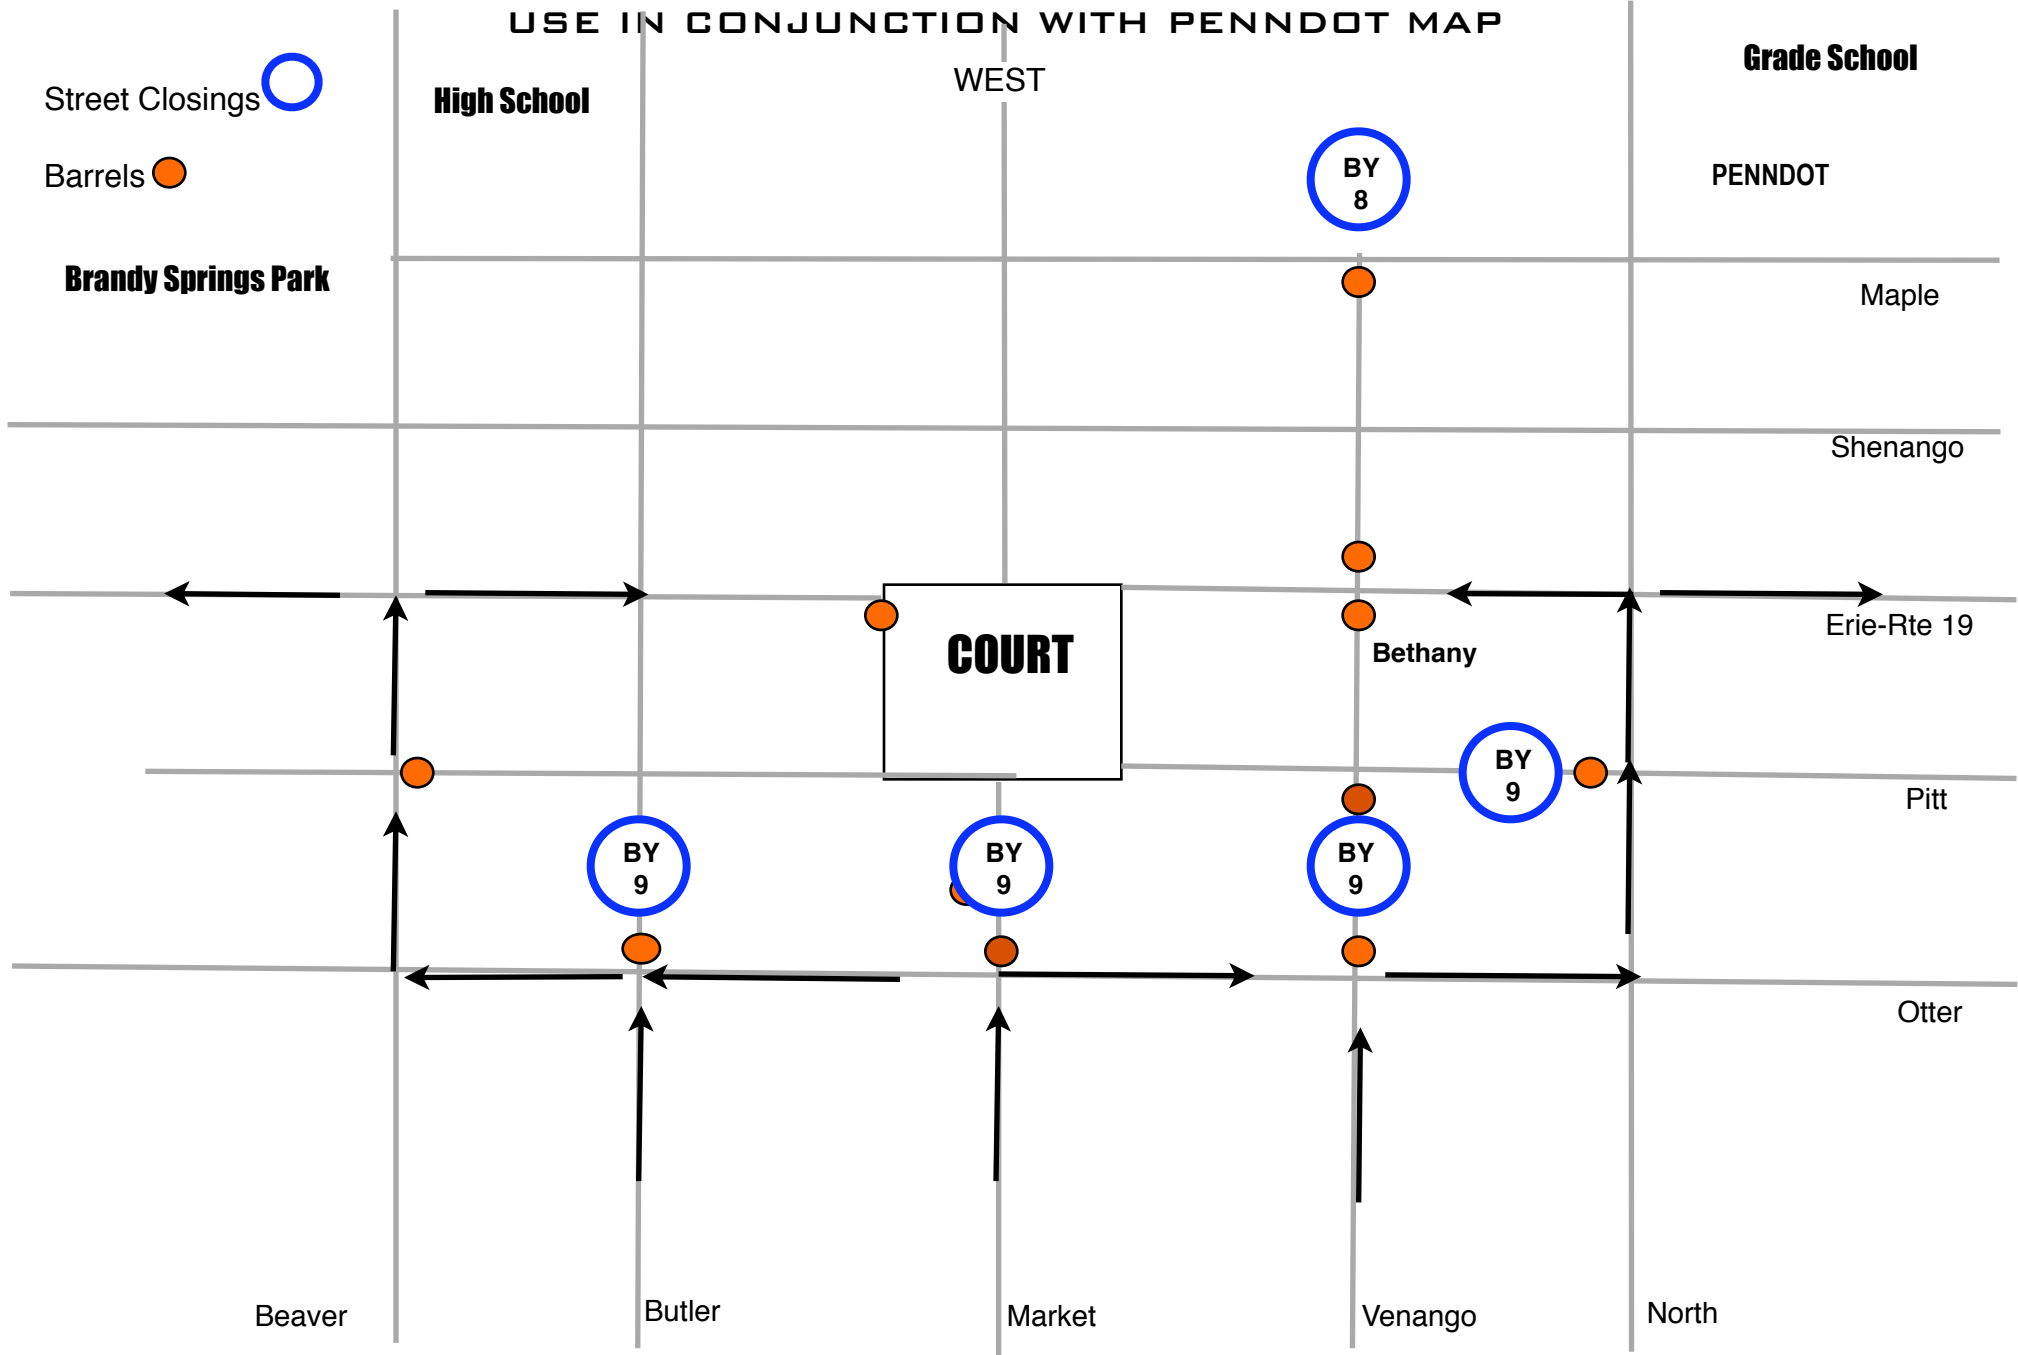 USE IN CONJUNCTION WITH PENNDOT MAP
Grade School
WEST
Street Closings
High School
BY
8
Barrels
PENNDOT
Brandy Springs Park
Maple
Shenango
Erie-Rte 19
COURT
Bethany
BY
9
Pitt
BY
9
BY
9
BY
9
Otter
Beaver
Butler
Market
Venango
North